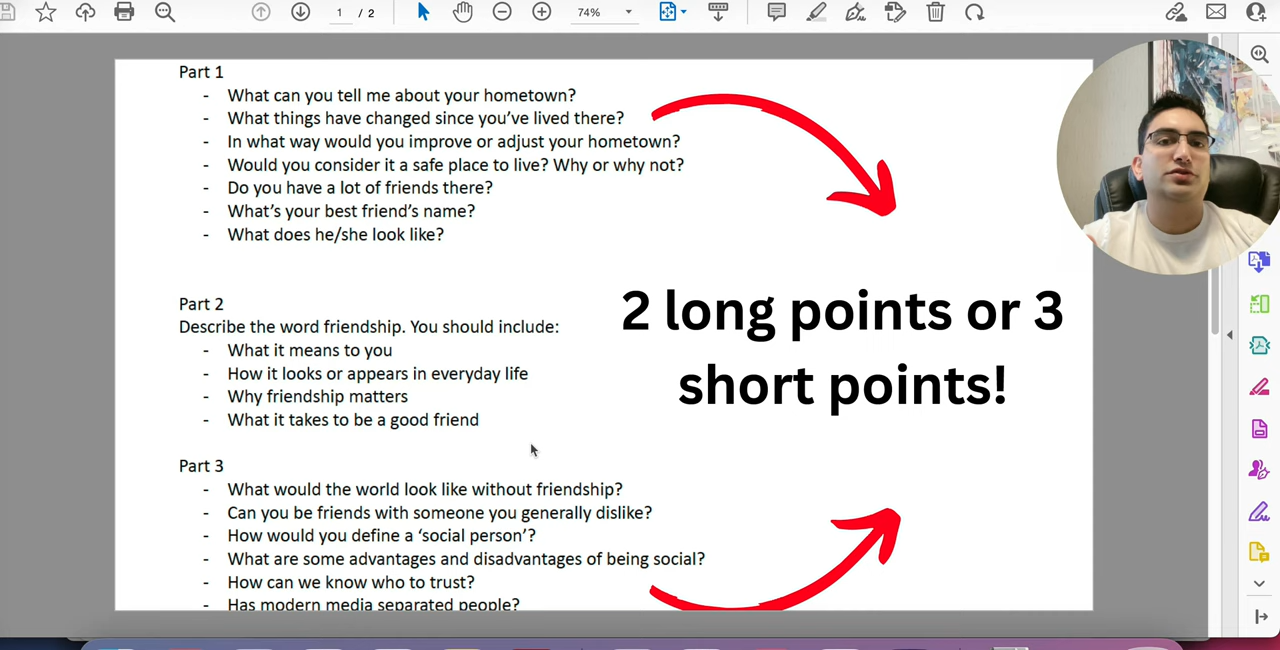 1 / 2
74%
Part 1
- What can you tell me about your hometown?
- What things have changed since you’ve lived there?
- In what way would you improve or adjust your hometown?
- Would you consider it a safe place to live? Why or why not?
- Do you have a lot of friends there?
- What’s your best friend’s name?
- What does he/she look like?
Part 2
Describe the word friendship. You should include:
- What it means to you
- How it looks or appears in everyday life
- Why friendship matters
- What it takes to be a good friend
Part 3
- What would the world look like without friendship?
- Can you be friends with someone you generally dislike?
- How would you define a ‘social person’?
- What are some advantages and disadvantages of being social?
- How can we know who to trust?
- Has modern media separated people?
2 long points or 3
short points!